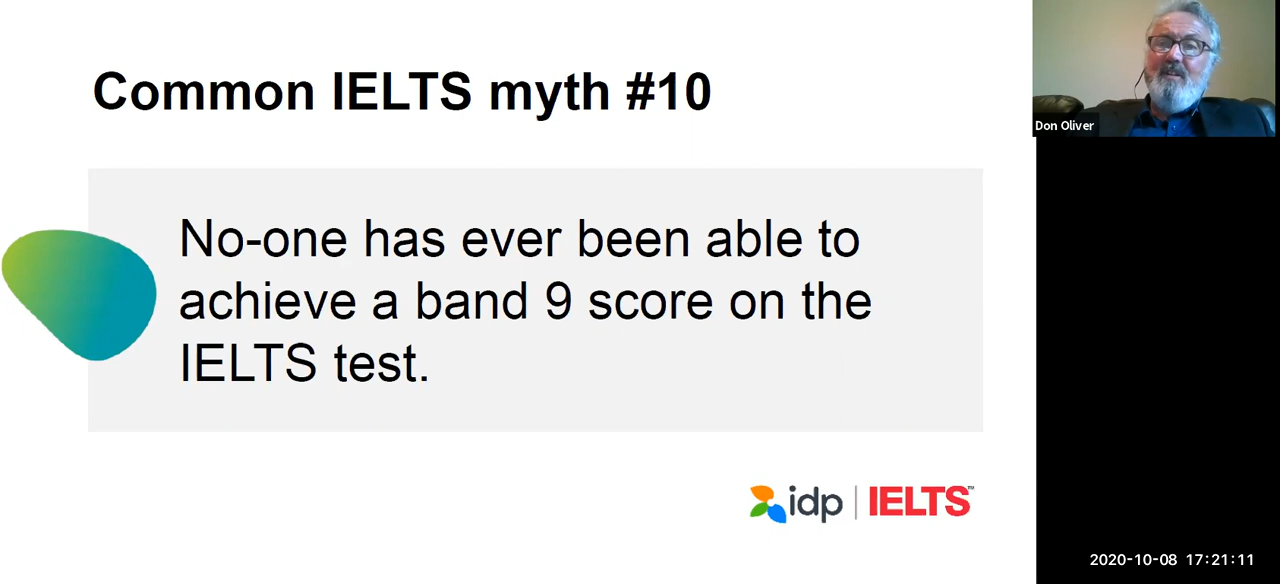 Common IELTS myth #10
Don Oliver
No-one has ever been able to
achieve a band 9 score on the
IELTS test.
idp | IELTS™
2020-10-08 17:21:11